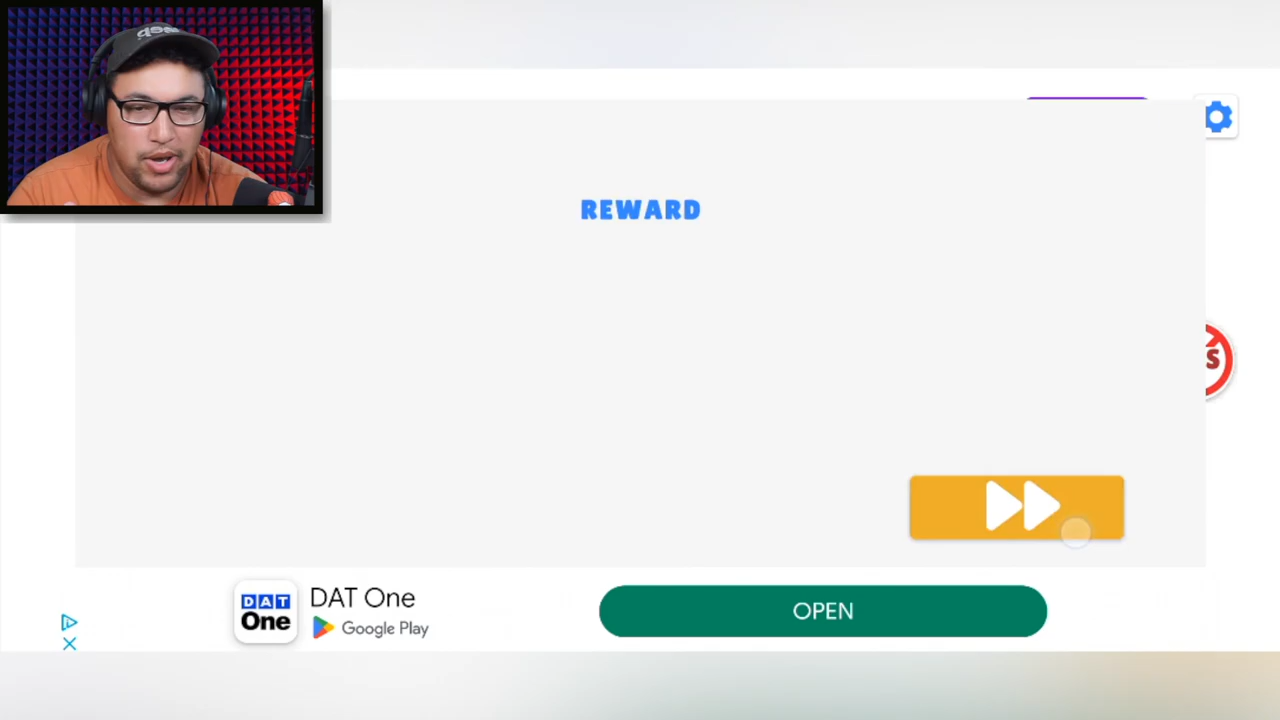 REWARD
S
DAT
One
DAT One
Google Play
OPEN